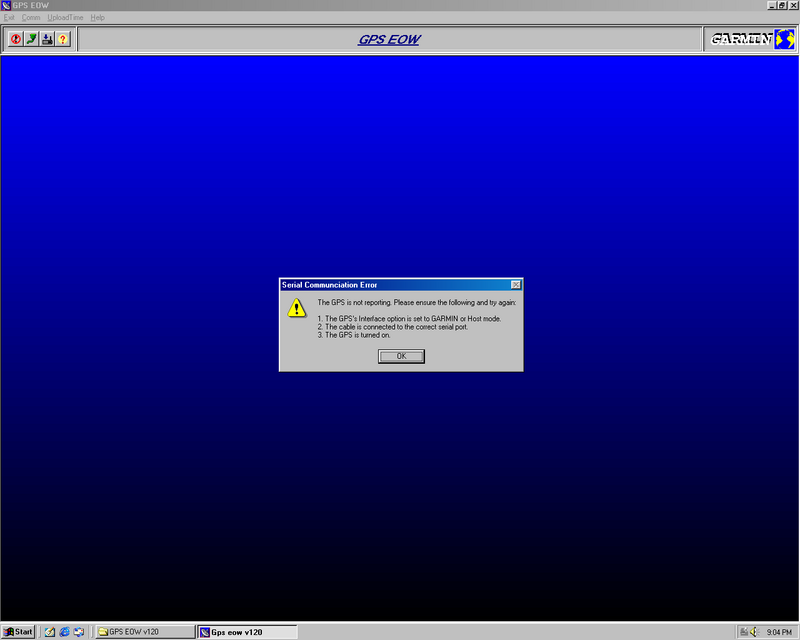 GPS EOW
Exit Comm UploadTime Help
GPS EOW
GARMIN
Serial Communciation Error
The GPS is not reporting. Please ensure the following and try again:
1. The GPS's Interface option is set to GARMIN or Host mode.
2. The cable is connected to the correct serial port.
3. The GPS is turned on.
OK
Start GPS EOW v120 Gps eow v120 9:04 PM